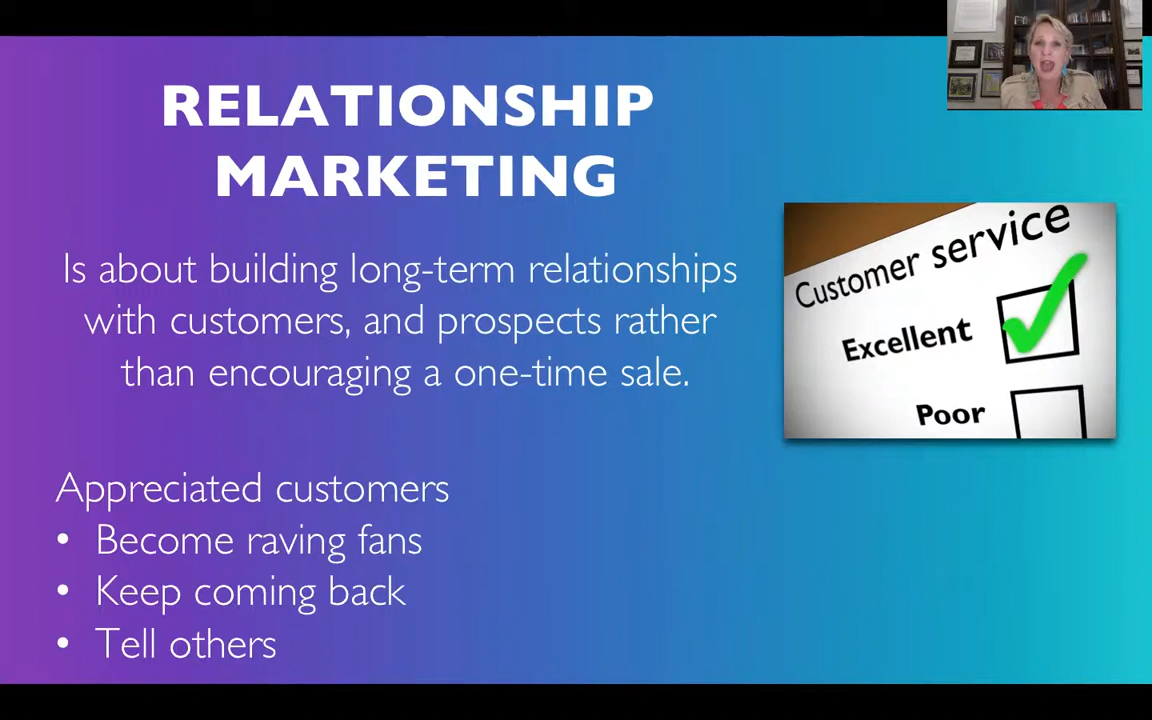 RELATIONSHIP
MARKETING
Is about building long-term relationships
with customers, and prospects rather
than encouraging a one-time sale.
Customer service
Excellent
Poor
Appreciated customers
• Become raving fans
• Keep coming back
• Tell others